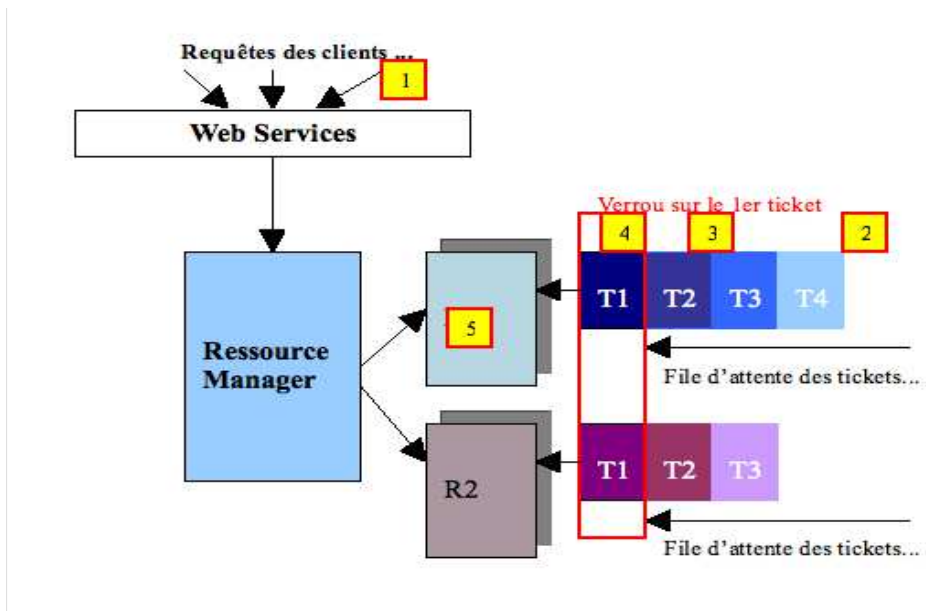 Requêtes des clients ...
1
Web Services
Verrou sur le 1er ticket
4
3
2
T1
T2
T3
T4
5
Ressource
Manager
File d'attente des tickets...
R2
T1
T2
T3
File d'attente des tickets...